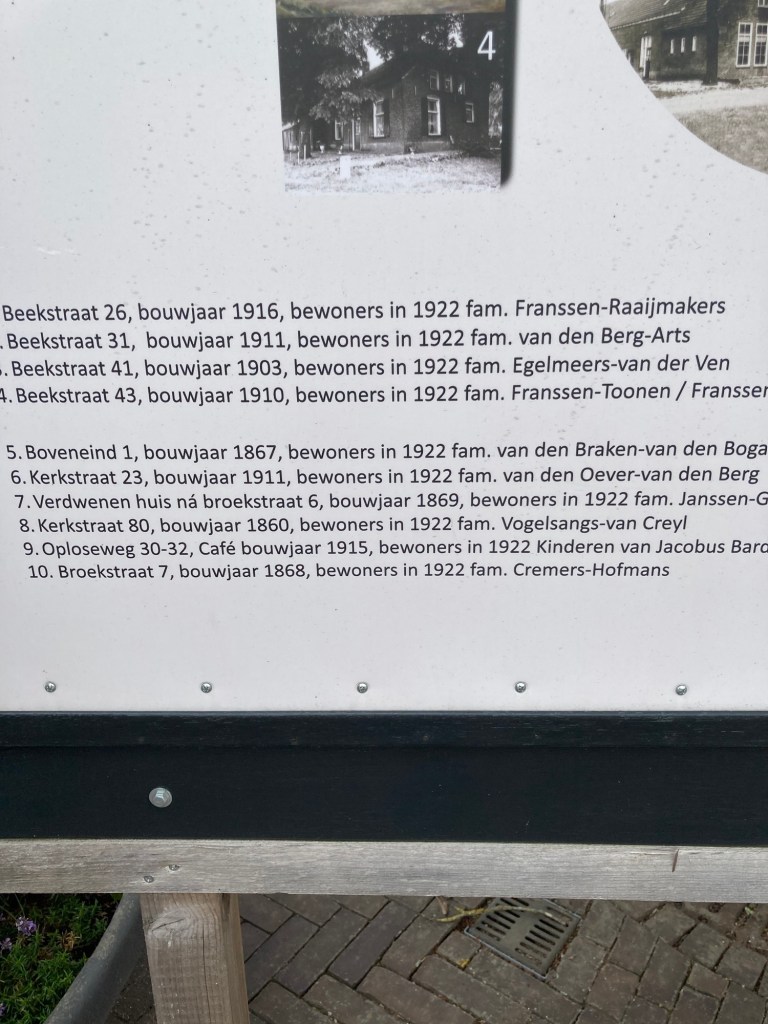 4
Beekstraat 26, bouwjaar 1916, bewoners in 1922 fam. Franssen-Raaijmakers
. Beekstraat 31, bouwjaar 1911, bewoners in 1922 fam. van den Berg-Arts
. Beekstraat 41, bouwjaar 1903, bewoners in 1922 fam. Egelmeers-van der Ven
4. Beekstraat 43, bouwjaar 1910, bewoners in 1922 fam. Franssen-Toonen / Franssen
5. Boveneind 1, bouwjaar 1867, bewoners in 1922 fam. van den Braken-van den Boga
6. Kerkstraat 23, bouwjaar 1911, bewoners in 1922 fam. van den Oever-van den Berg
7. Verdwenen huis ná broekstraat 6, bouwjaar 1869, bewoners in 1922 fam. Janssen-G
8. Kerkstraat 80, bouwjaar 1860, bewoners in 1922 fam. Vogelsangs-van Creyl
9. Oploseweg 30-32, Café bouwjaar 1915, bewoners in 1922 Kinderen van Jacobus Bard
10. Broekstraat 7, bouwjaar 1868, bewoners in 1922 fam. Cremers-Hofmans